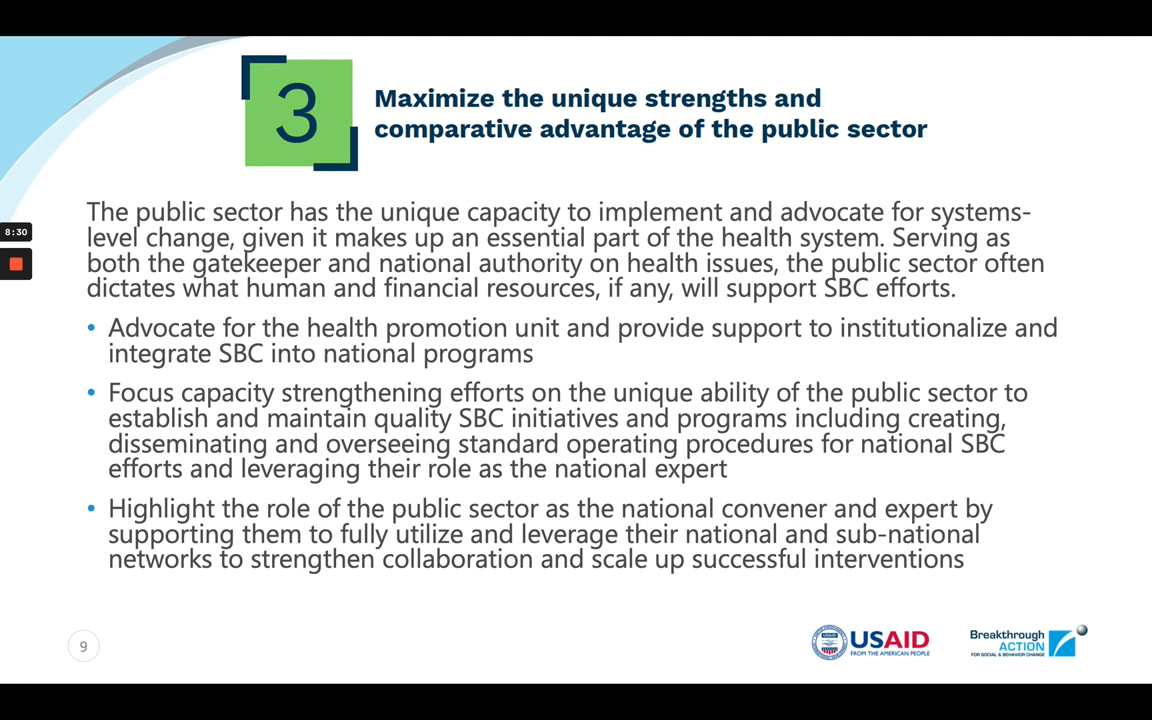 3
Maximize the unique strengths and
comparative advantage of the public sector
The public sector has the unique capacity to implement and advocate for systems-
level change, given it makes up an essential part of the health system. Serving as
both the gatekeeper and national authority on health issues, the public sector often
dictates what human and financial resources, if any, will support SBC efforts.
8:30
• Advocate for the health promotion unit and provide support to institutionalize and
integrate SBC into national programs
• Focus capacity strengthening efforts on the unique ability of the public sector to
establish and maintain quality SBC initiatives and programs including creating,
disseminating and overseeing standard operating procedures for national SBC
efforts and leveraging their role as the national expert
• Highlight the role of the public sector as the national convener and expert by
supporting them to fully utilize and leverage their national and sub-national
networks to strengthen collaboration and scale up successful interventions
9
USAID
FROM THE AMERICAN PEOPLE
Breakthrough
ACTION
FOR SOCIAL & BEHAVIOR CHANGE